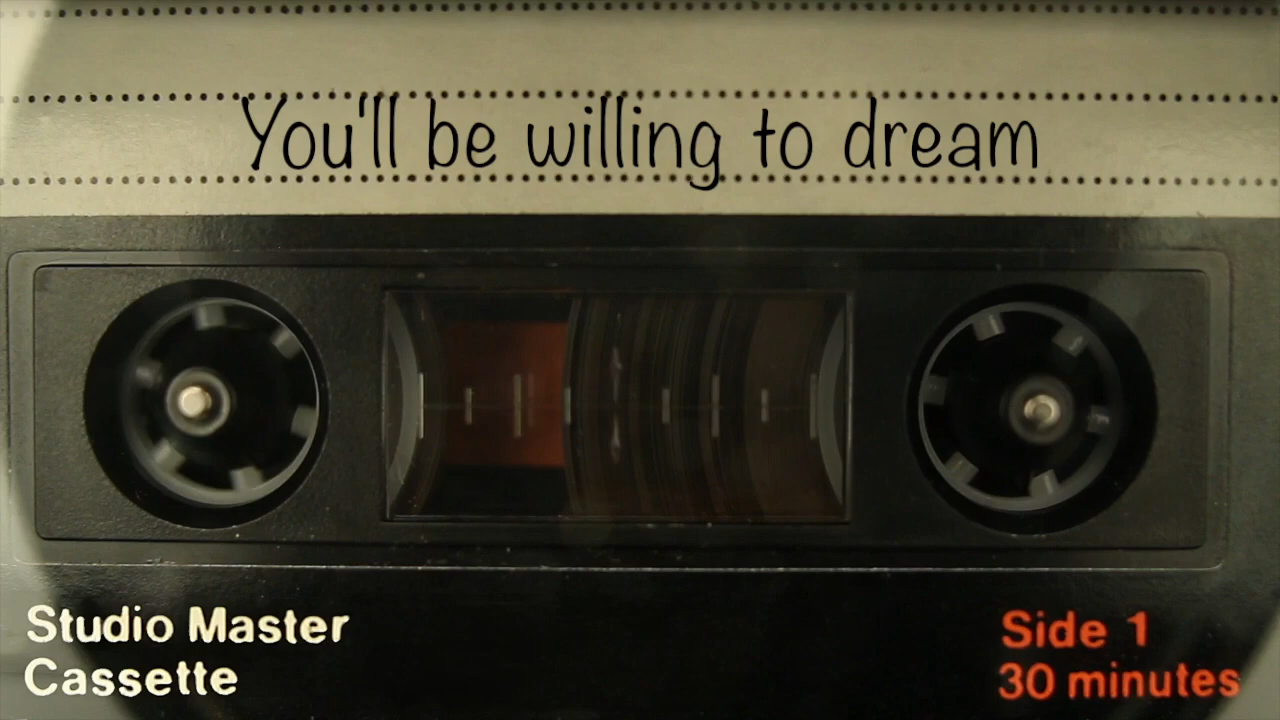 You'll be willing to dream
Studio Master
Cassette
Side 1
30 minutes